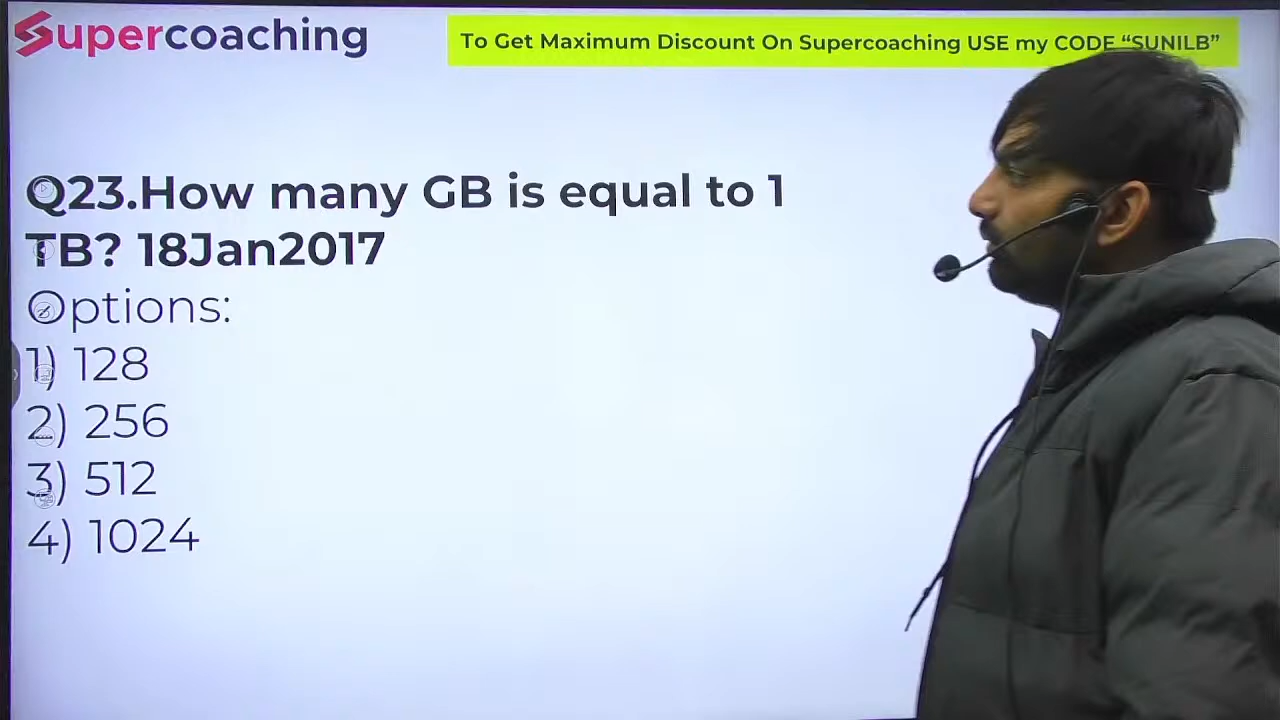 Supercoaching
To Get Maximum Discount On Supercoaching USE my CODE “SUNILB”
Q23.How many GB is equal to 1
TB? 18Jan2017
Options:
1) 128
2) 256
3) 512
4) 1024